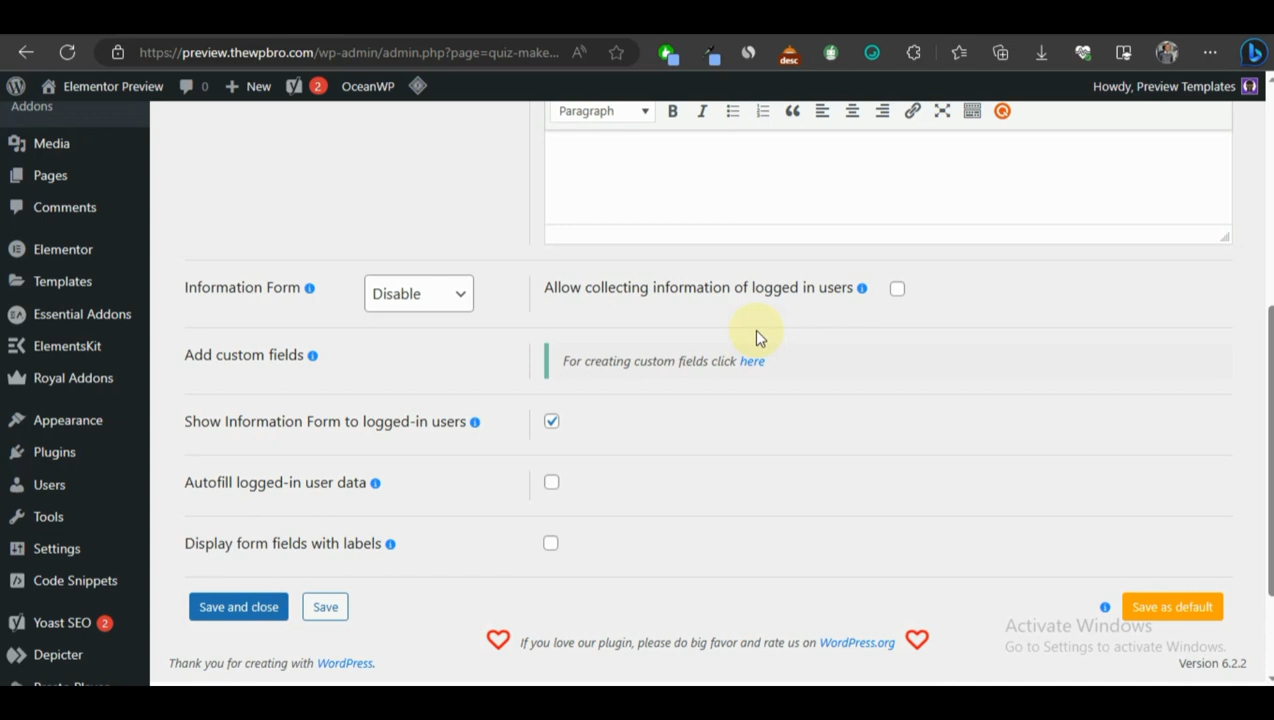 https://preview.thewpbro.com/wp-admin/admin.php?page=quiz-make...
desc
Elementor Preview
0
New
2
OceanWP
Howdy, Preview Templates
Addons
Media
Pages
Comments
Elementor
Templates
Essential Addons
ElementsKit
Royal Addons
Appearance
Plugins
Users
Tools
Settings
Code Snippets
Yoast SEO 2
Depicter
Paragraph
B I
Information Form
Disable
Allow collecting information of logged in users
Add custom fields
For creating custom fields click here
Show Information Form to logged-in users
Autofill logged-in user data
Display form fields with labels
Save and close
Save
Save as default
If you love our plugin, please do big favor and rate us on WordPress.org
Activate Windows
Go to Settings to activate Windows.
Thank you for creating with WordPress.
Version 6.2.2